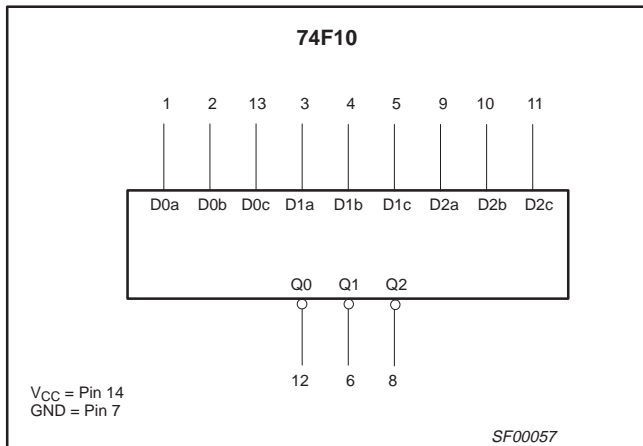 74F10
1 2 13 3 4 5 9 10 11
D0a D0b D0c D1a D1b D1c D2a D2b D2c
Q0 Q1 Q2
12 6 8
VCC = Pin 14
GND = Pin 7
SF00057